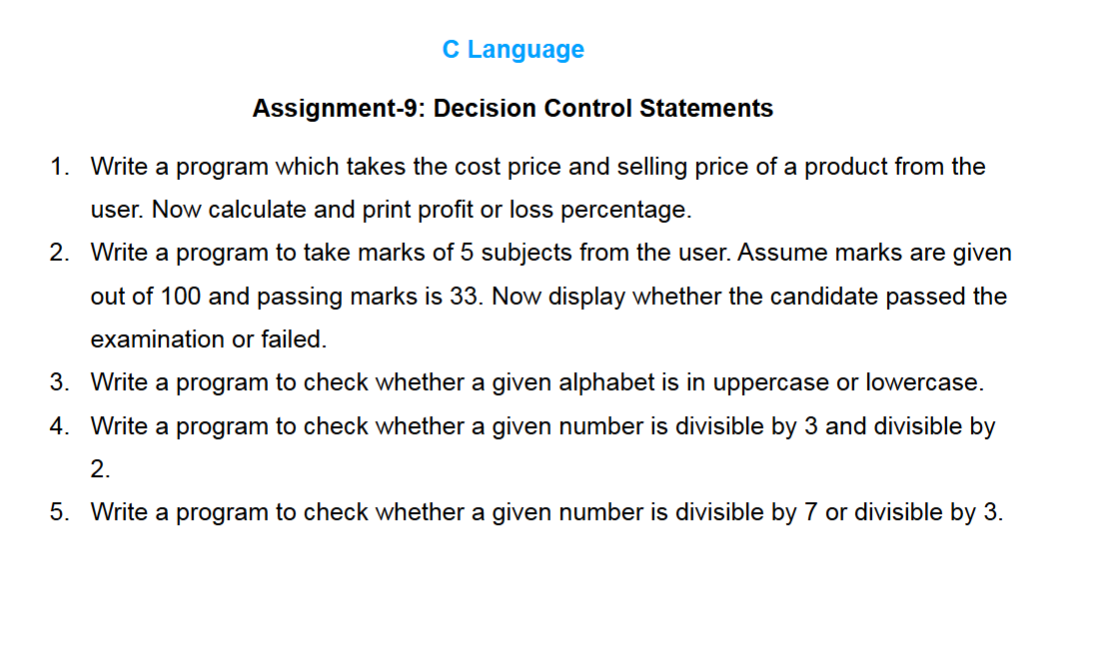 C Language
Assignment-9: Decision Control Statements
1. Write a program which takes the cost price and selling price of a product from the
user. Now calculate and print profit or loss percentage.
2. Write a program to take marks of 5 subjects from the user. Assume marks are given
out of 100 and passing marks is 33. Now display whether the candidate passed the
examination or failed.
3. Write a program to check whether a given alphabet is in uppercase or lowercase.
4. Write a program to check whether a given number is divisible by 3 and divisible by
2.
5. Write a program to check whether a given number is divisible by 7 or divisible by 3.